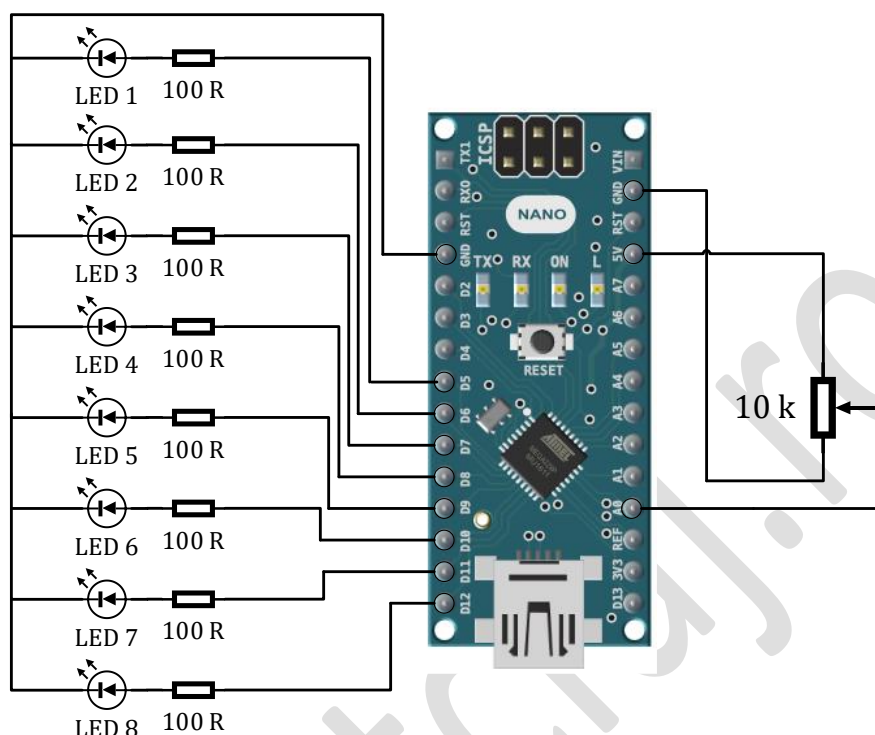 LED 1
100 R
LED 2
100 R
LED 3
100 R
LED 4
100 R
LED 5
100 R
LED 6
100 R
LED 7
100 R
LED 8
100 R
ICSP
NANO
TX RX ON L
RESET
TX1
RX0
RST
GND
D2
D3
D4
D5
D6
D7
D8
D9
D10
D11
D12
VIN
GND
RST
5V
A7
A6
A5
A4
A3
A2
A1
A0
REF
3V3
D13
ATMEL
10 k